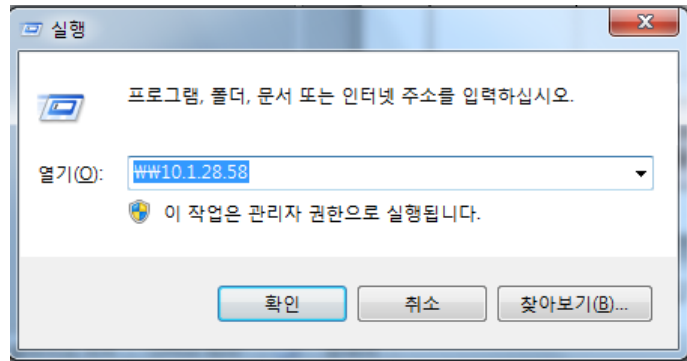 실행
프로그램, 폴더, 문서 또는 인터넷 주소를 입력하십시오.
열기(O): ₩₩10.1.28.58
이 작업은 관리자 권한으로 실행됩니다.
확인 취소 찾아보기(B)...